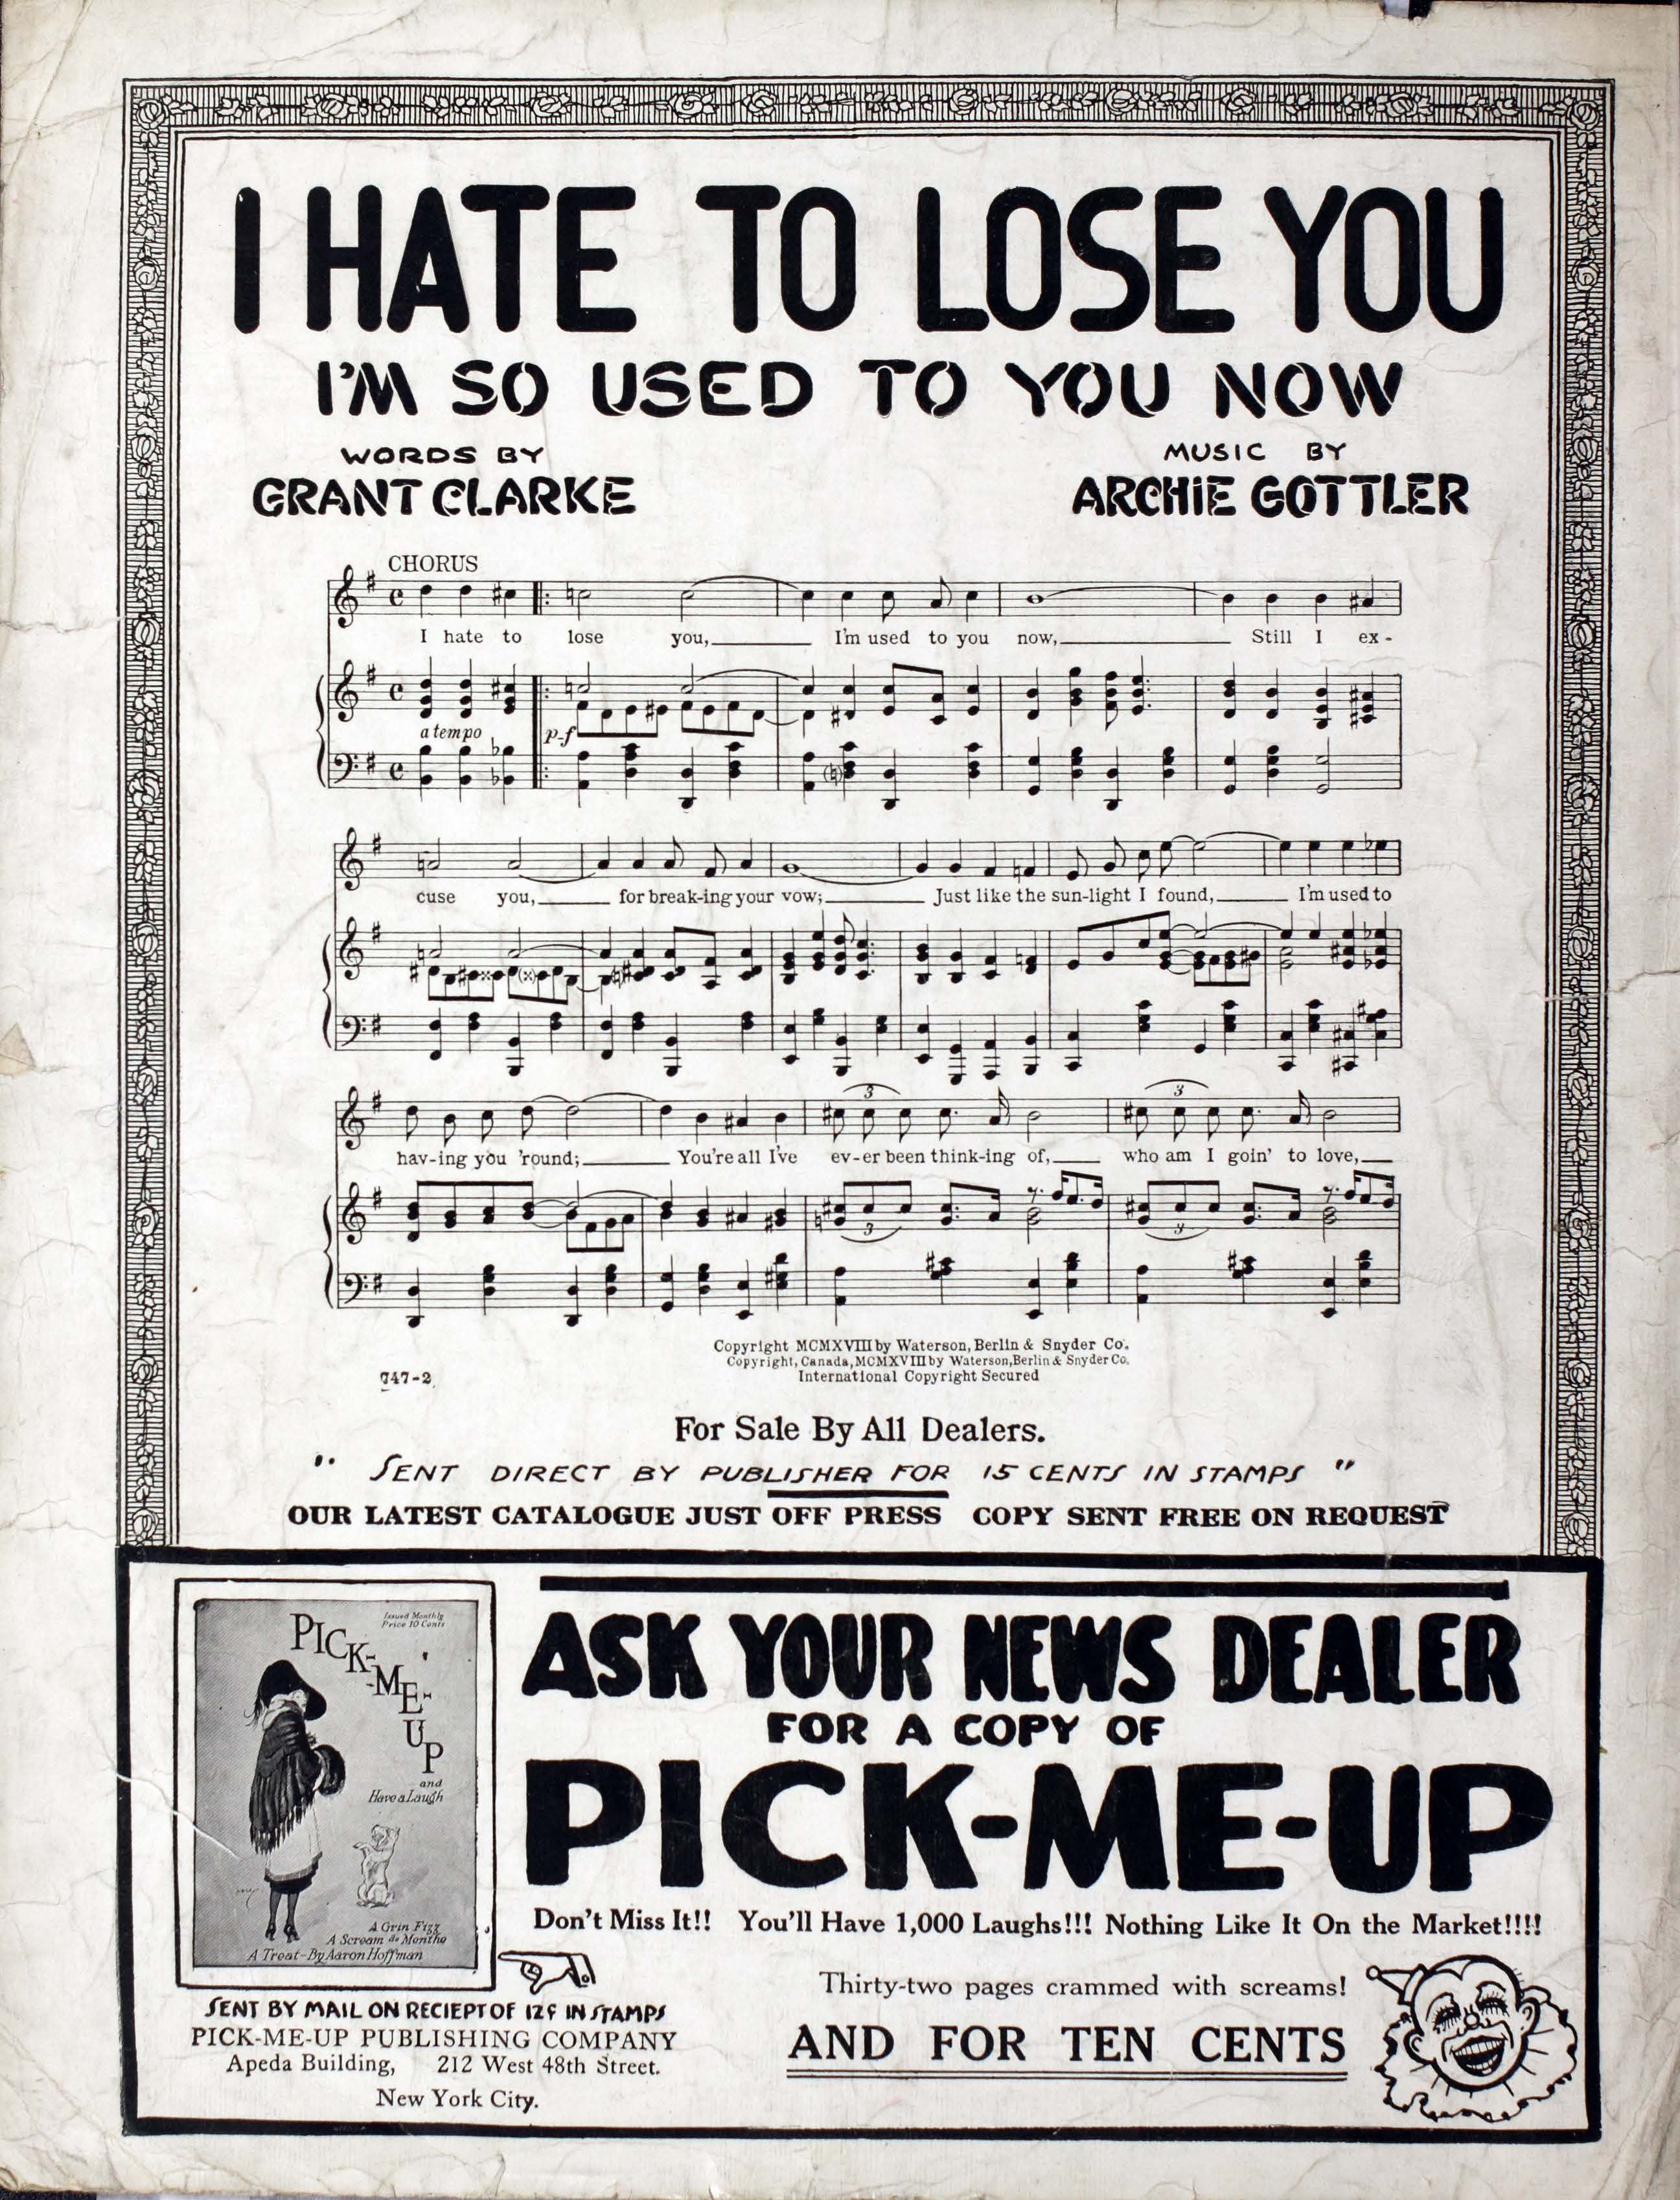 I HATE TO LOSE YOU
I'M SO USED TO YOU NOW
WORDS BY
GRANT CLARKE
MUSIC BY
ARCHIE GOTTLER
CHORUS
I hate to lose you, I'm used to you now, Still I ex-
a tempo
p-f
cuse you, for break-ing your vow; Just like the sun-light I found, I'm used to
3
3
hav-ing you 'round; You're all I've ev-er been think-ing of, who am I goin' to love,
3
3
Copyright MCMXVIII by Waterson, Berlin & Snyder Co.
Copyright, Canada, MCMXVIII by Waterson, Berlin & Snyder Co.
International Copyright Secured
747-2
For Sale By All Dealers.
"SENT DIRECT BY PUBLISHER FOR 15 CENTS IN STAMPS"
OUR LATEST CATALOGUE JUST OFF PRESS COPY SENT FREE ON REQUEST
Issued Monthly
Price 10 Cents
PICK-
-ME-
UP
and
Have a Laugh
A Grin Fizz
A Scream de Menthe
A Treat-By Aaron Hoffman
SENT BY MAIL ON RECIEPT OF 12¢ IN STAMPS
PICK-ME-UP PUBLISHING COMPANY
Apeda Building, 212 West 48th Street.
New York City.
ASK YOUR NEWS DEALER
FOR A COPY OF
PICK-ME-UP
Don't Miss It!! You'll Have 1,000 Laughs!!! Nothing Like It On the Market!!!!
Thirty-two pages crammed with screams!
AND FOR TEN CENTS